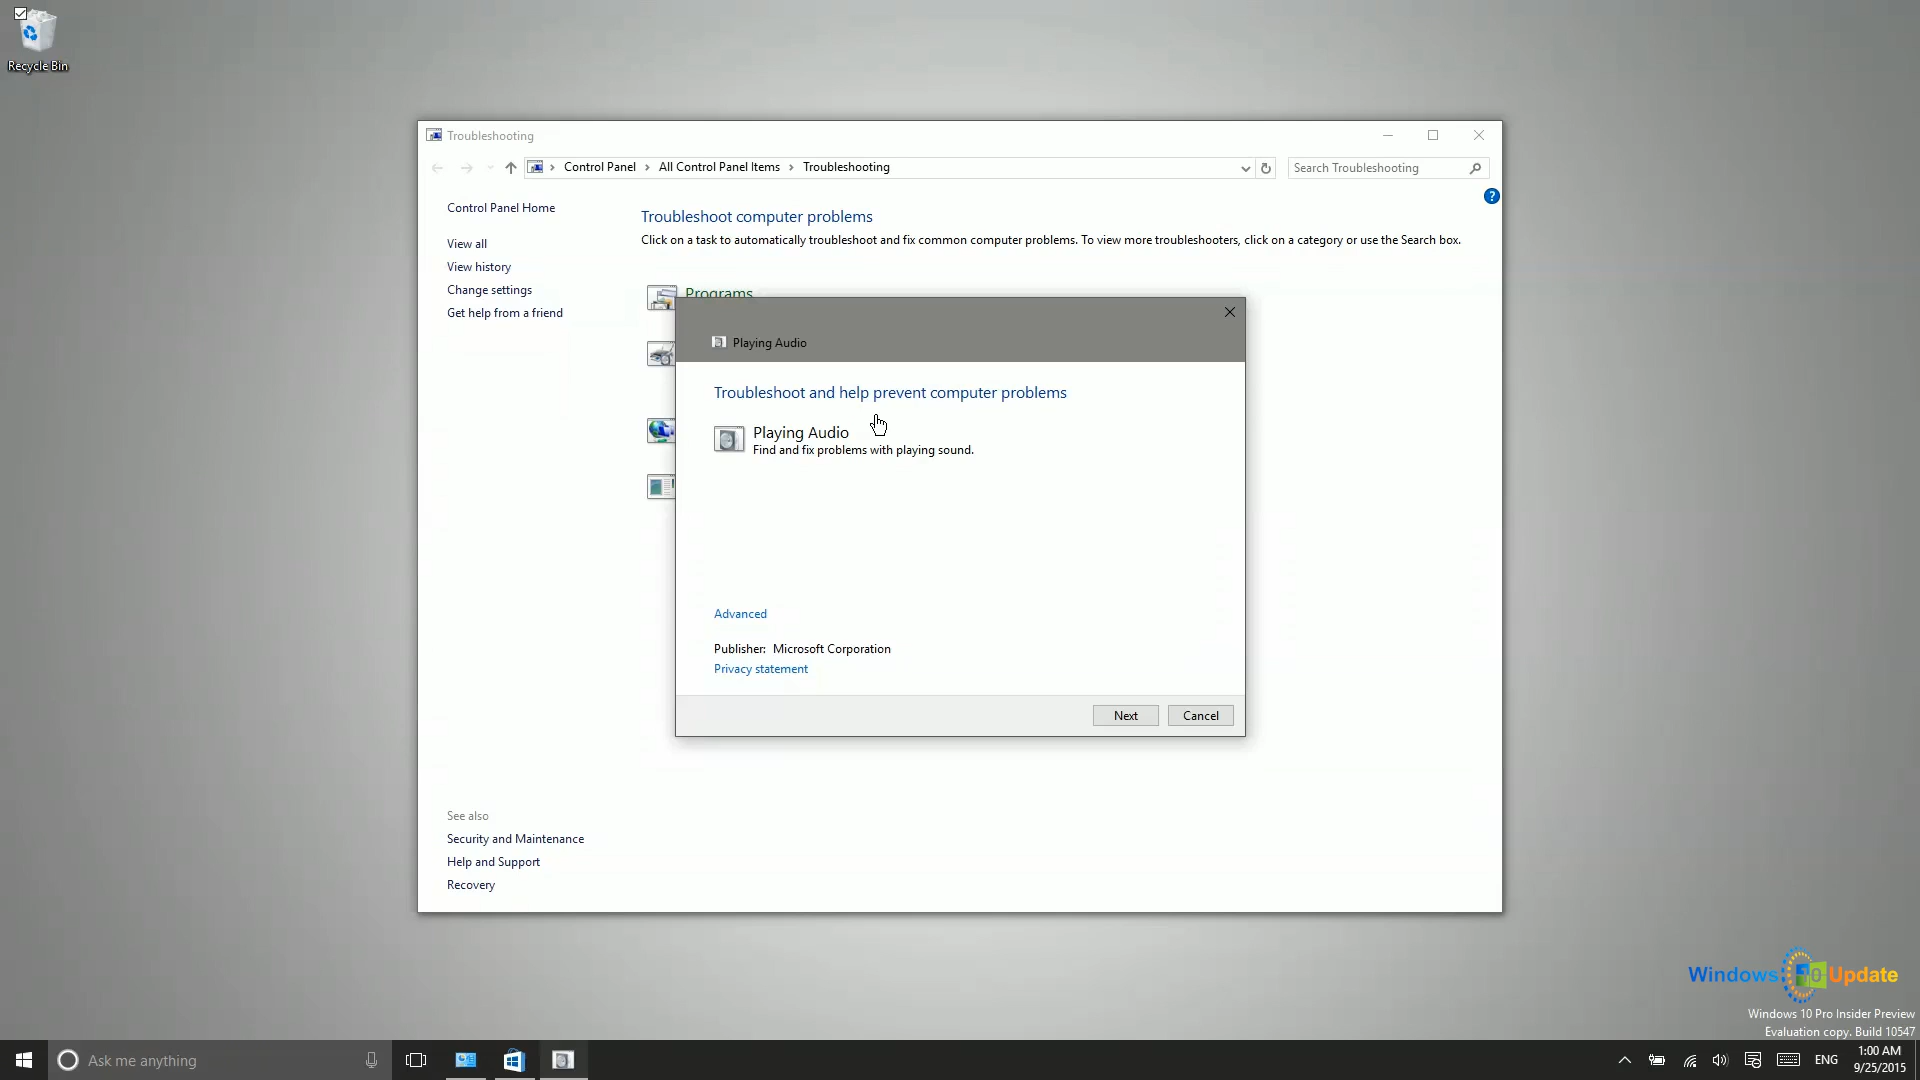 Recycle Bin
Troubleshooting
Control Panel
All Control Panel Items
Troubleshooting
Search Troubleshooting
Control Panel Home
View all
View history
Change settings
Get help from a friend
Troubleshoot computer problems
Click on a task to automatically troubleshoot and fix common computer problems. To view more troubleshooters, click on a category or use the Search box.
Programs
Playing Audio
Troubleshoot and help prevent computer problems
Playing Audio
Find and fix problems with playing sound.
Advanced
Publisher: Microsoft Corporation
Privacy statement
Next
Cancel
See also
Security and Maintenance
Help and Support
Recovery
Windows 10 Update
Windows 10 Pro Insider Preview
Evaluation copy. Build 10547
Ask me anything
ENG
1:00 AM
9/25/2015